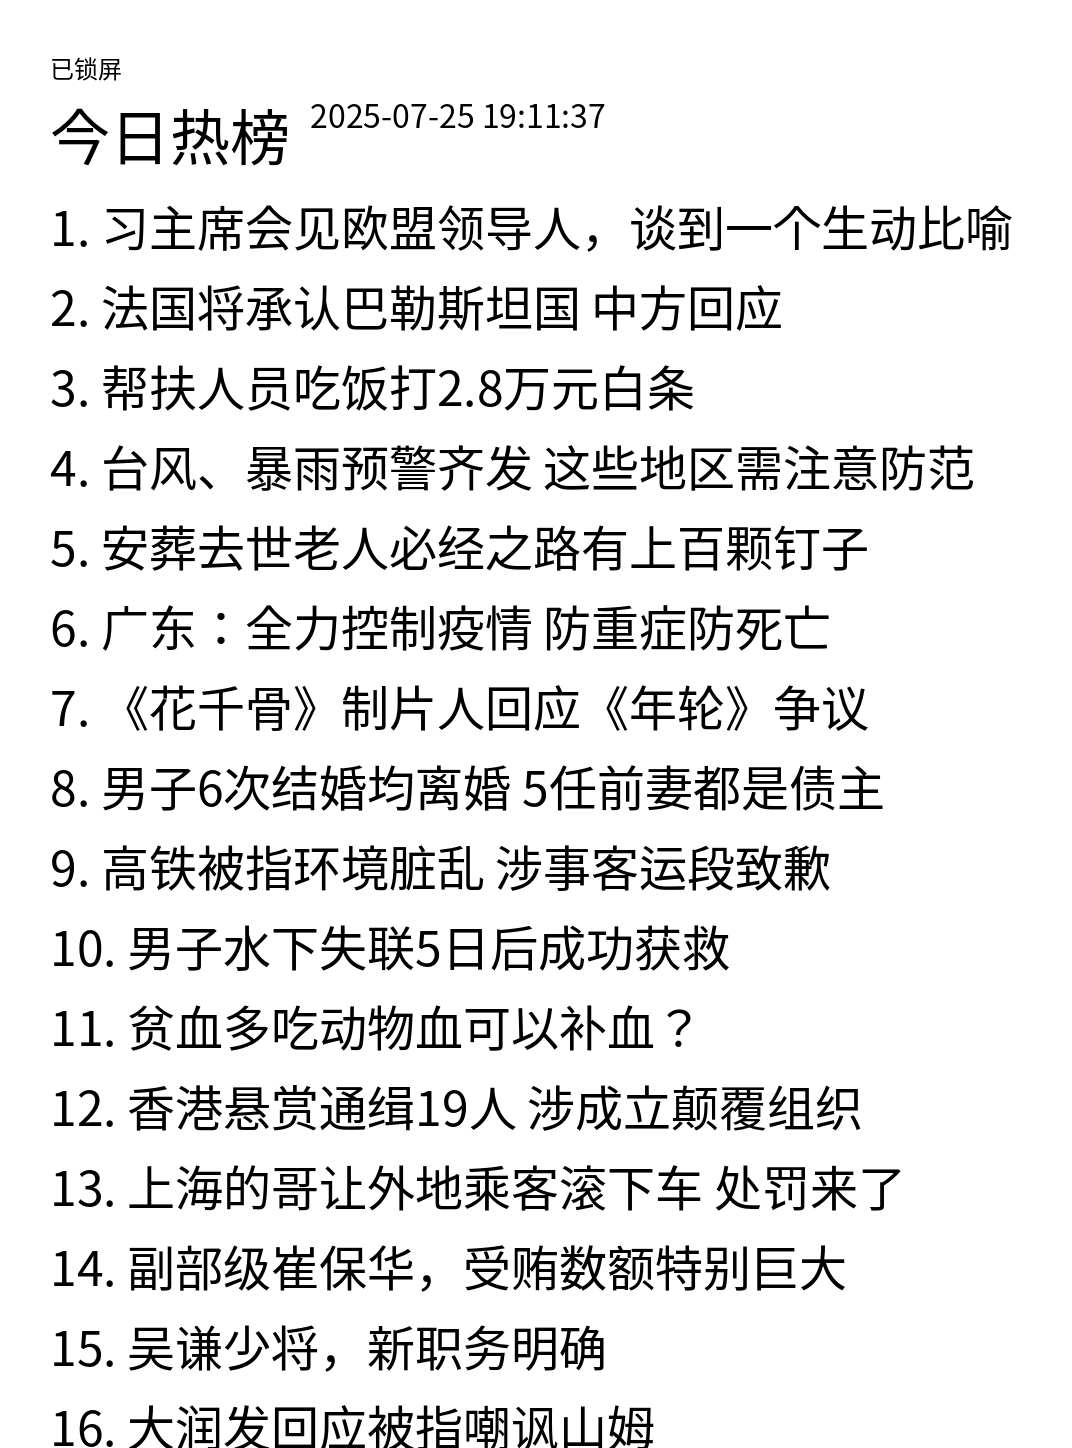 已锁屏
今日热榜 2025-07-25 19:11:37
1. 习主席会见欧盟领导人，谈到一个生动比喻
2. 法国将承认巴勒斯坦国 中方回应
3. 帮扶人员吃饭打2.8万元白条
4. 台风、暴雨预警齐发 这些地区需注意防范
5. 安葬去世老人必经之路有上百颗钉子
6. 广东：全力控制疫情 防重症防死亡
7. 《花千骨》制片人回应《年轮》争议
8. 男子6次结婚均离婚 5任前妻都是债主
9. 高铁被指环境脏乱 涉事客运段致歉
10. 男子水下失联5日后成功获救
11. 贫血多吃动物血可以补血？
12. 香港悬赏通缉19人 涉成立颠覆组织
13. 上海的哥让外地乘客滚下车 处罚来了
14. 副部级崔保华，受贿数额特别巨大
15. 吴谦少将，新职务明确
16. 大润发回应被指嘲讽山姆